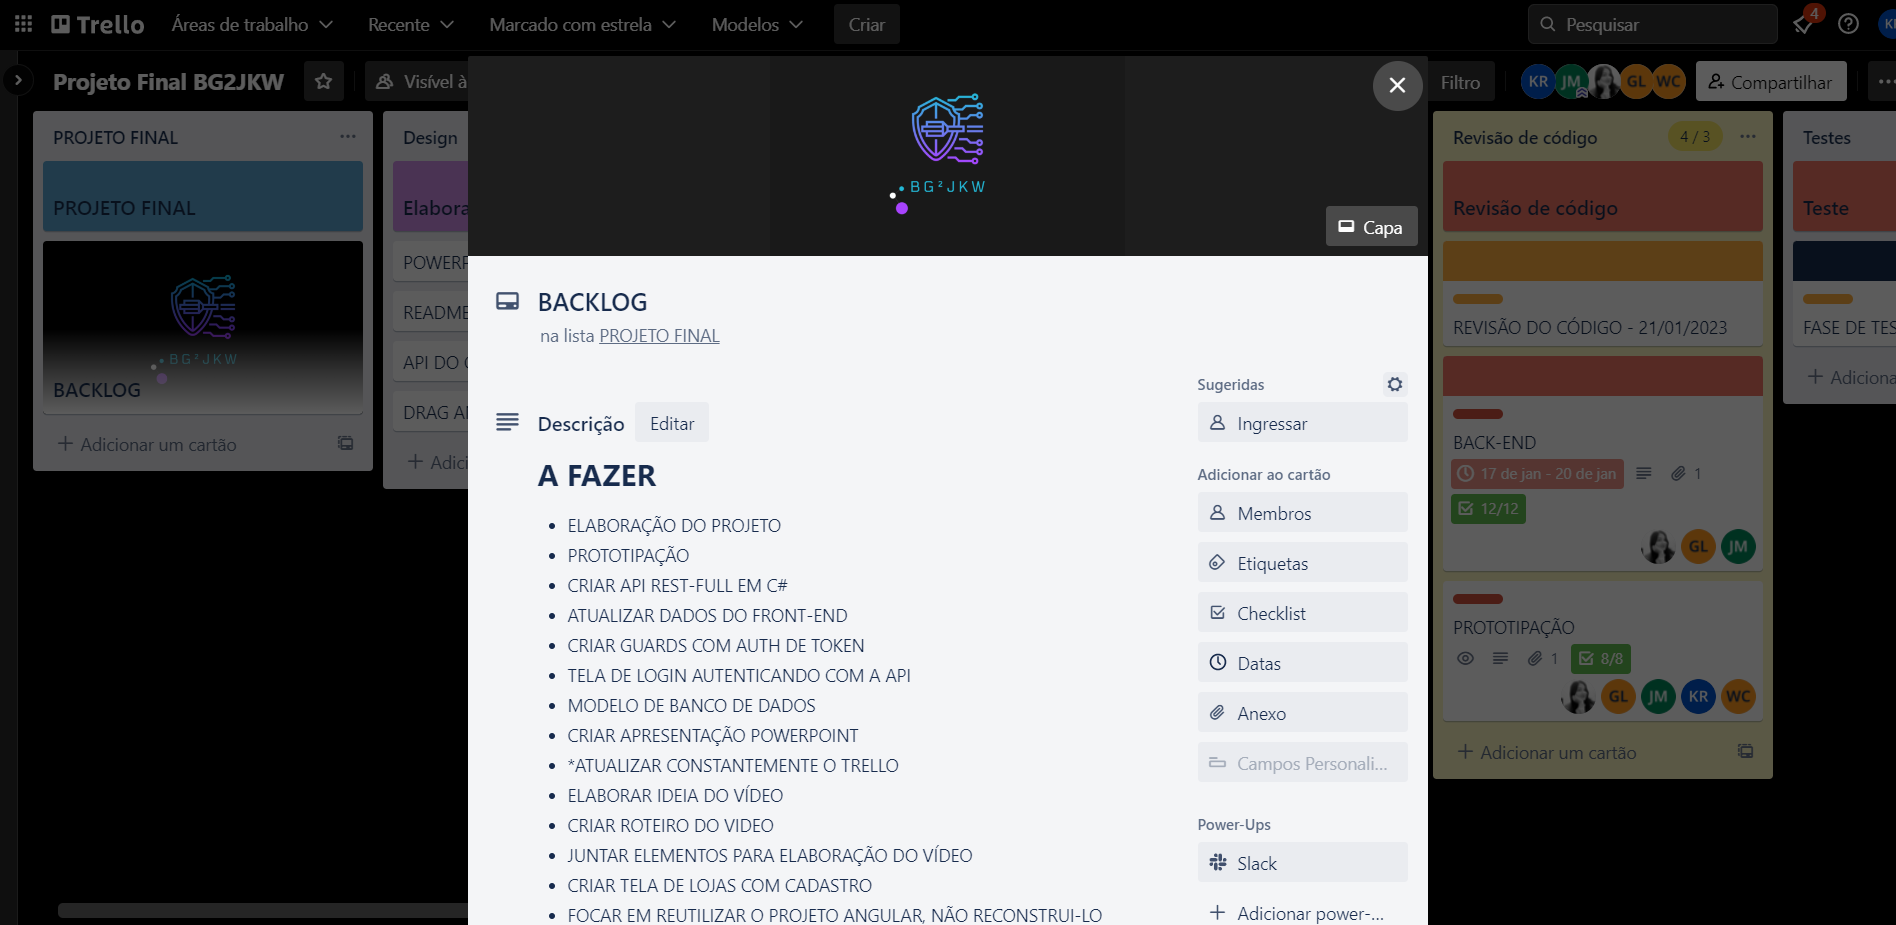 Trello
Áreas de trabalho
Recente
Marcado com estrela
Modelos
Criar
Pesquisar
4
Projeto Final BG2JKW
Visível à
Filtro
KR
JM
GL
WC
Compartilhar
PROJETO FINAL
PROJETO FINAL
BG²JKW
BACKLOG
Adicionar um cartão
Design
Elabora
README
API DO
Adici
BG²JKW
Capa
BACKLOG
na lista PROJETO FINAL
Descrição
Editar
A FAZER
• ELABORAÇÃO DO PROJETO
• PROTOTIPAÇÃO
• CRIAR API REST-FULL EM C#
• ATUALIZAR DADOS DO FRONT-END
• CRIAR GUARDS COM AUTH DE TOKEN
• TELA DE LOGIN AUTENTICANDO COM A API
• MODELO DE BANCO DE DADOS
• CRIAR APRESENTAÇÃO POWERPOINT
• *ATUALIZAR CONSTANTEMENTE O TRELLO
• ELABORAR IDEIA DO VÍDEO
• CRIAR ROTEIRO DO VIDEO
• JUNTAR ELEMENTOS PARA ELABORAÇÃO DO VÍDEO
• CRIAR TELA DE LOJAS COM CADASTRO
• FOCAR EM REUTILIZAR O PROJETO ANGULAR, NÃO RECONSTRUI-LO
Sugeridas
Ingressar
Adicionar ao cartão
Membros
Etiquetas
Checklist
Datas
Anexo
Campos Personali...
Power-Ups
Slack
Adicionar power-...
Revisão de código
4 / 3
Revisão de código
REVISÃO DO CÓDIGO - 21/01/2023
BACK-END
17 de jan - 20 de jan
1
12/12
GL
JM
PROTOTIPAÇÃO
1
8/8
GL
JM
KR
WC
Adicionar um cartão
Testes
Teste
FASE DE TES
Adiciona